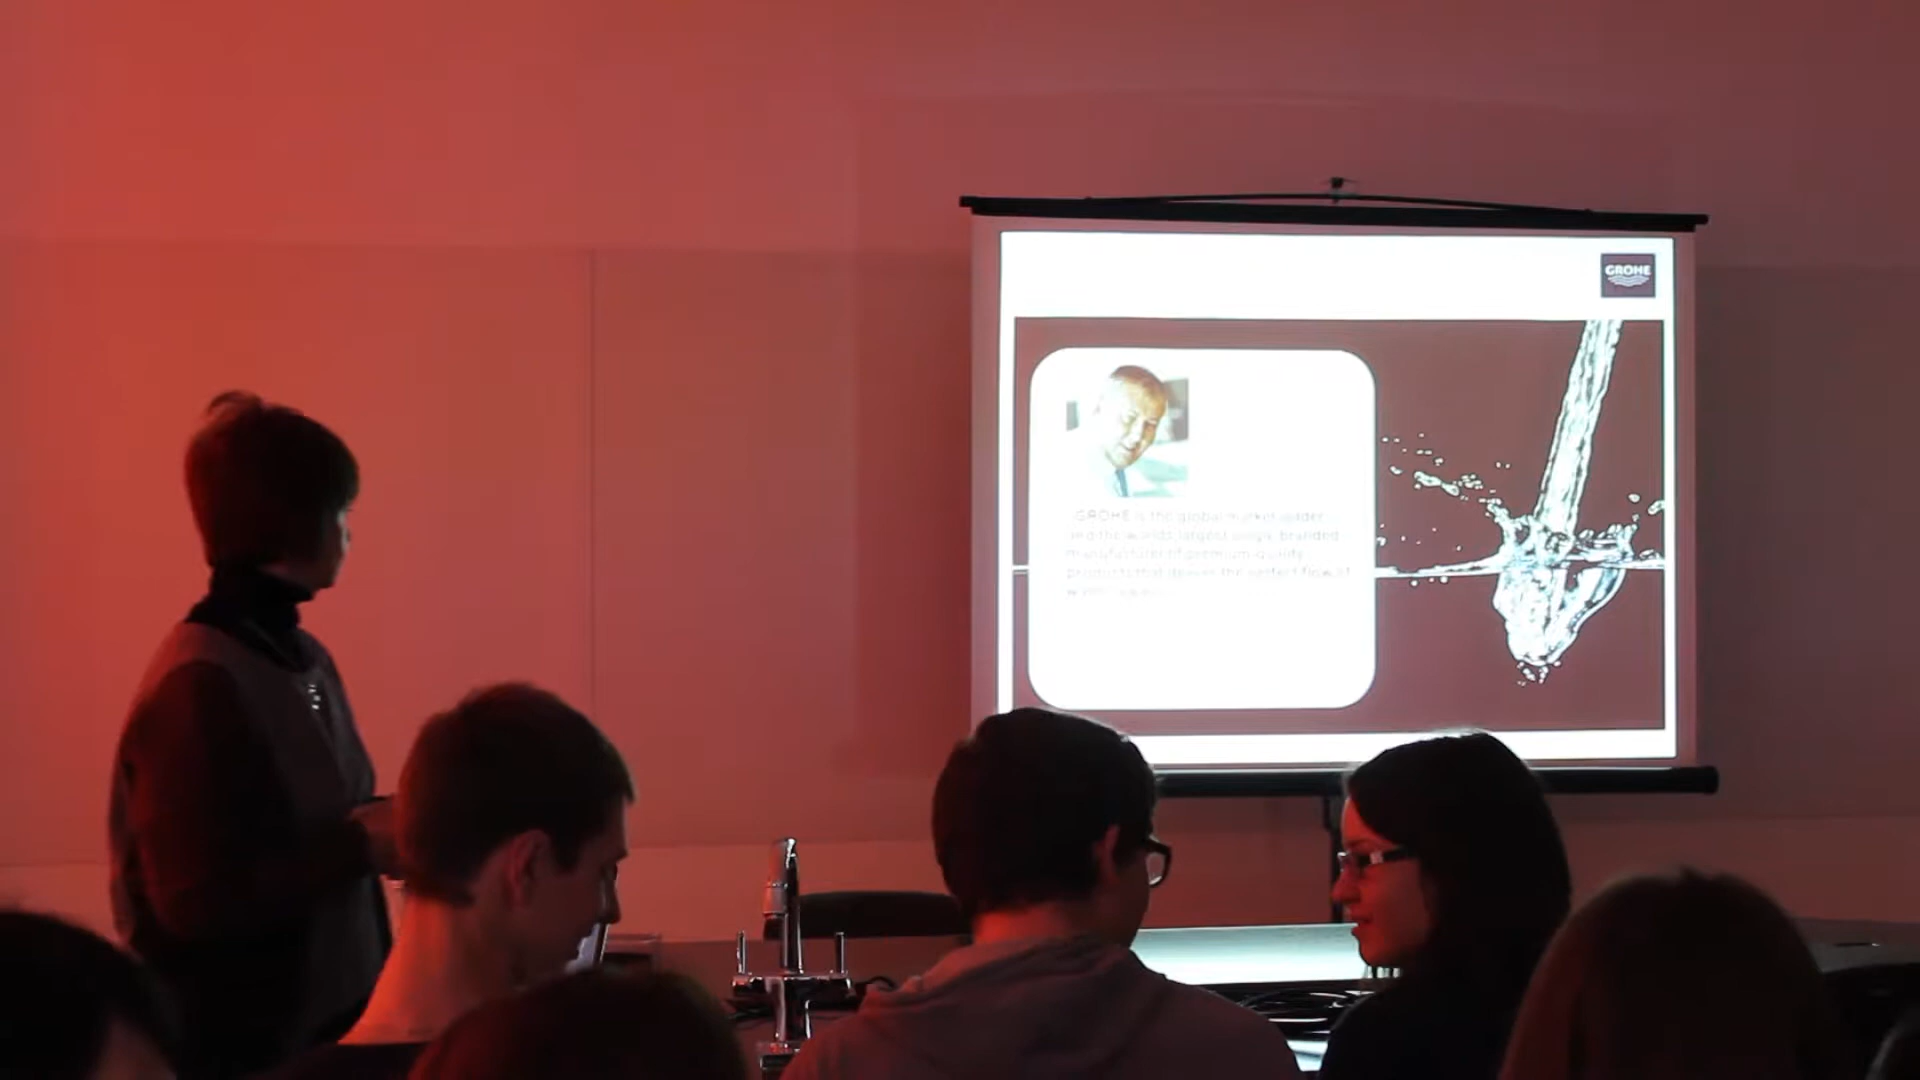 GROHE
GROHE is the global market leader
and the worlds largest single-branded
manufacturer of premium-quality
products that deliver the perfect flow of